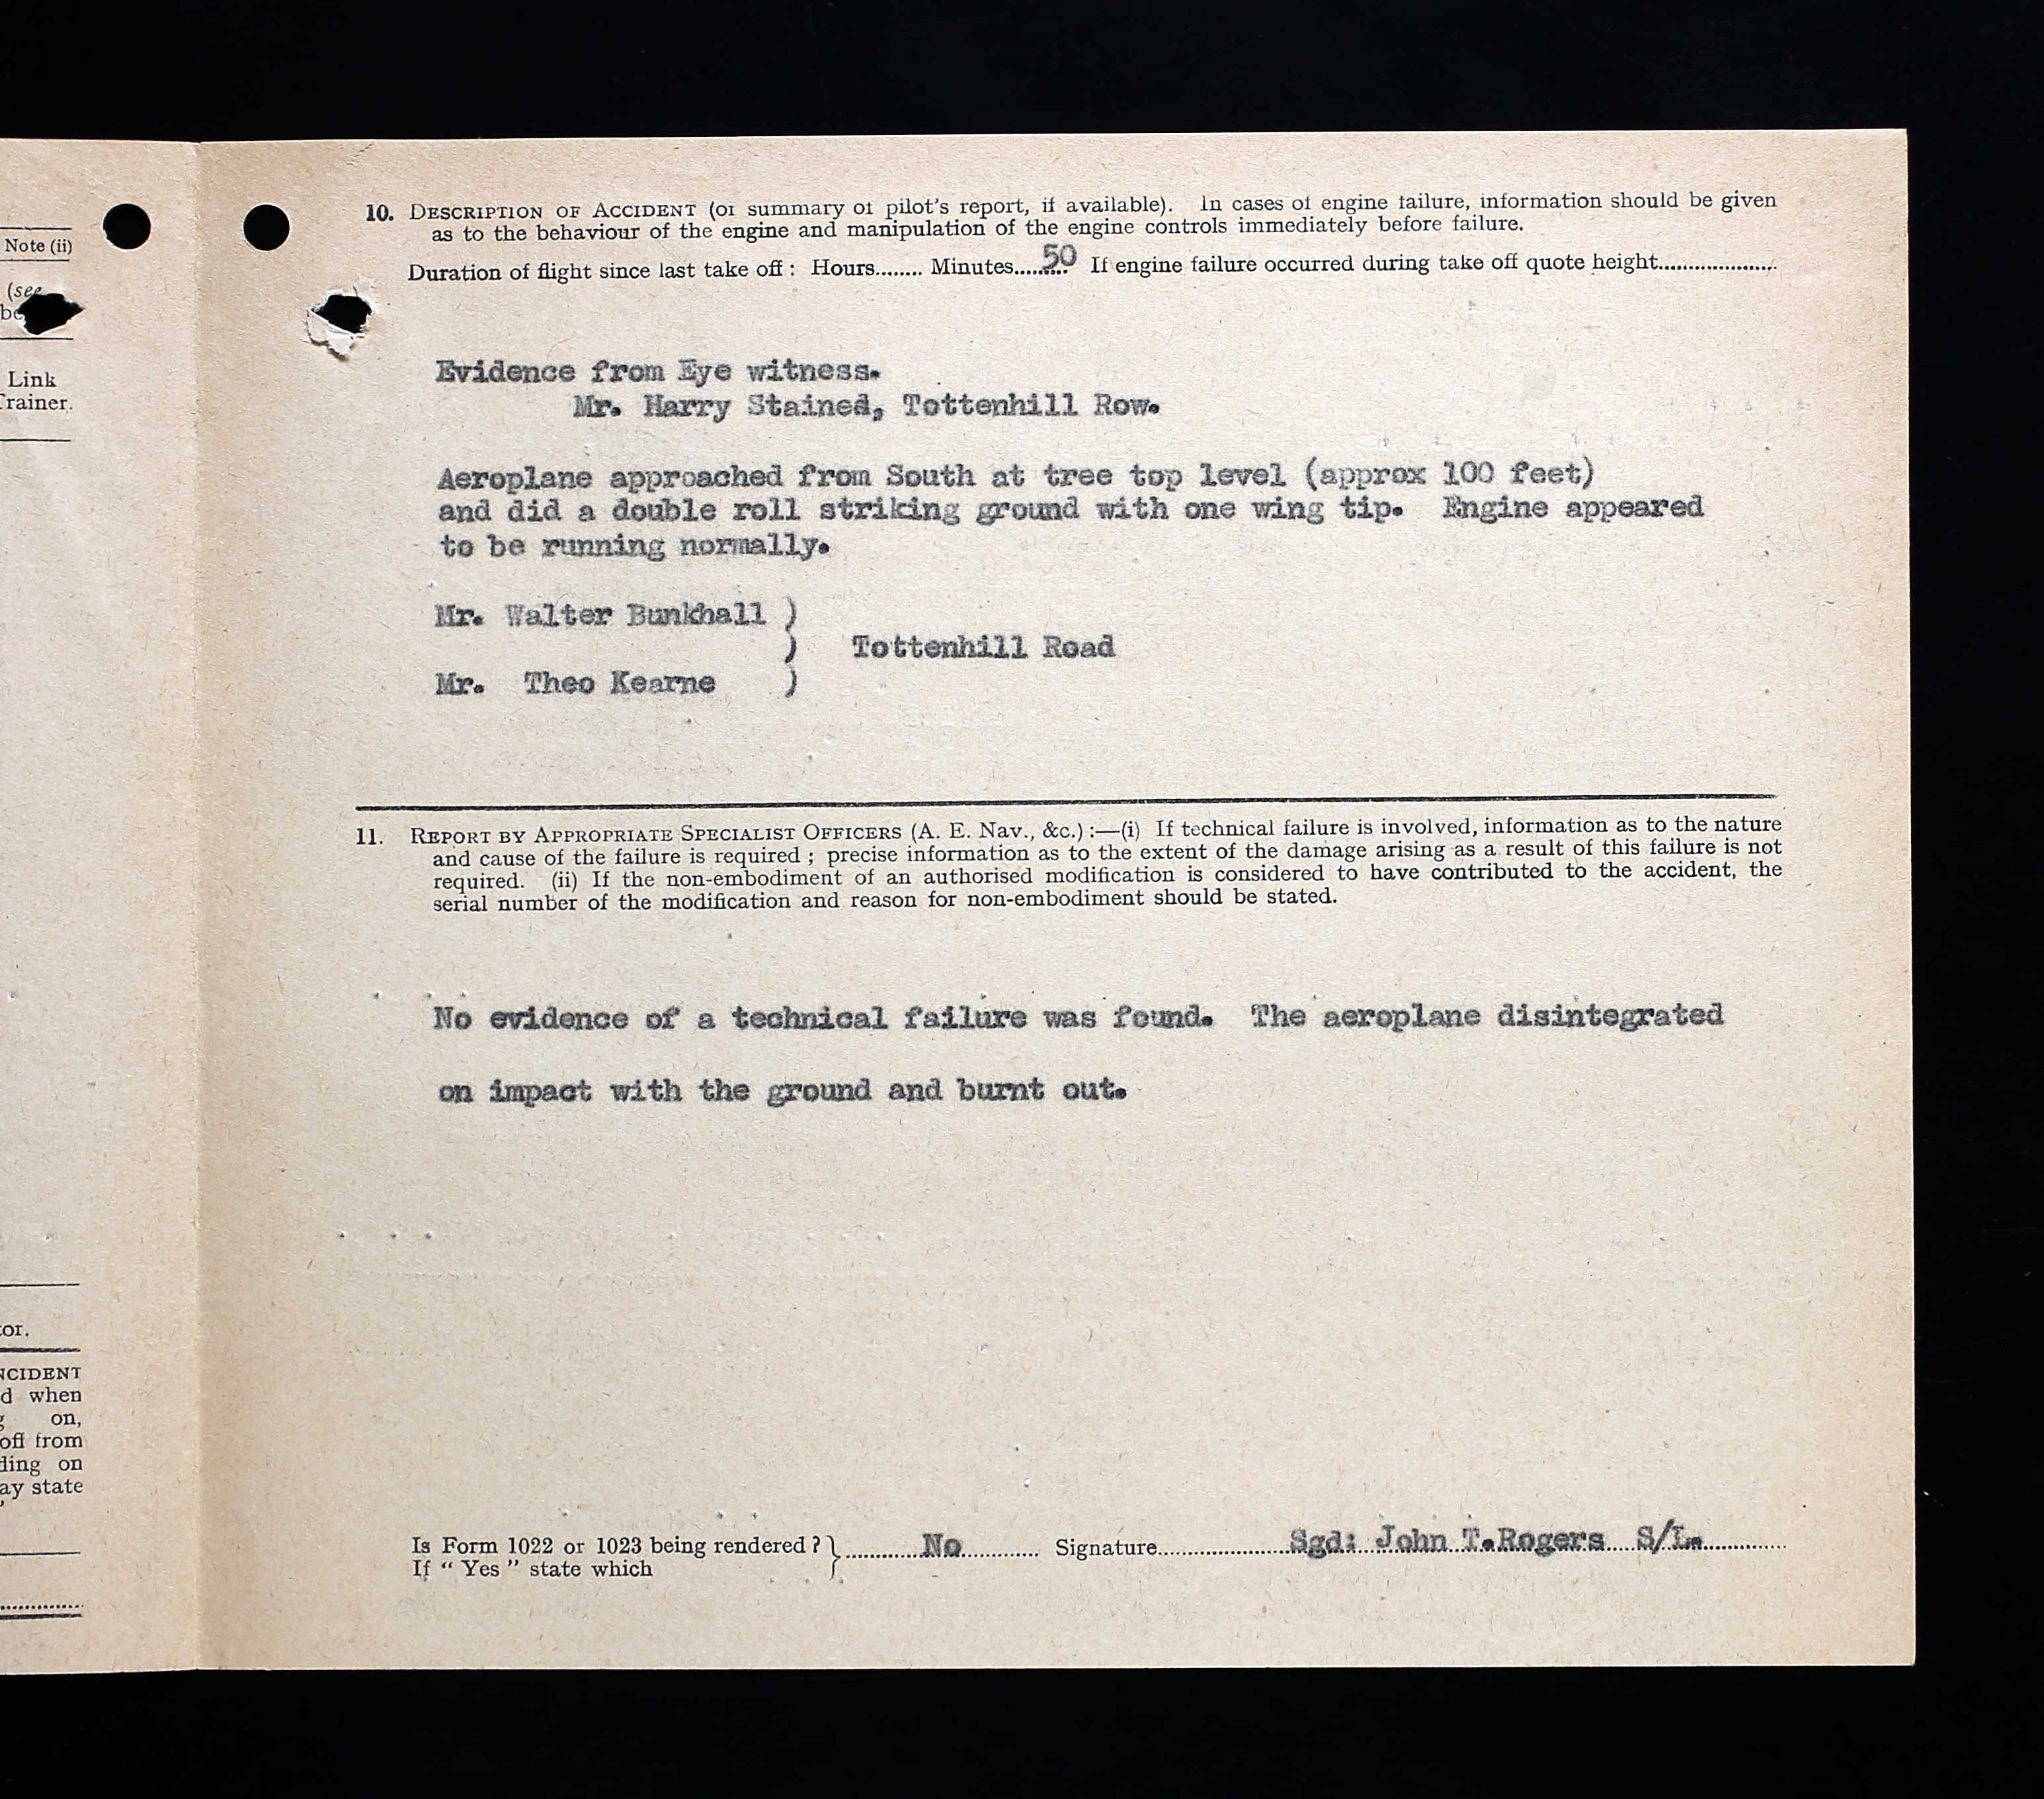 Note (ii)
(see
be
Link
Trainer.
tor.
NCIDENT
d when
g on,
off from
ding on
ay state
10. DESCRIPTION OF ACCIDENT (or summary of pilot's report, if available). In cases of engine failure, information should be given
as to the behaviour of the engine and manipulation of the engine controls immediately before failure.
Duration of flight since last take off : Hours........ Minutes.....50 If engine failure occurred during take off quote height....................
Evidence from Eye witness.
Mr. Harry Stained, Tottenhill Row.
Aeroplane approached from South at tree top level (approx 100 feet)
and did a double roll striking ground with one wing tip. Engine appeared
to be running normally.
Mr. Walter Bunkhall )
) Tottenhill Road
Mr. Theo Kearne )
11. REPORT BY APPROPRIATE SPECIALIST OFFICERS (A. E. Nav., &c.) :—(i) If technical failure is involved, information as to the nature
and cause of the failure is required ; precise information as to the extent of the damage arising as a result of this failure is not
required. (ii) If the non-embodiment of an authorised modification is considered to have contributed to the accident, the
serial number of the modification and reason for non-embodiment should be stated.
No evidence of a technical failure was found. The aeroplane disintegrated
on impact with the ground and burnt out.
Is Form 1022 or 1023 being rendered ? } ............No............ Signature....................Sgd: John T.Rogers S/L...............
If " Yes " state which